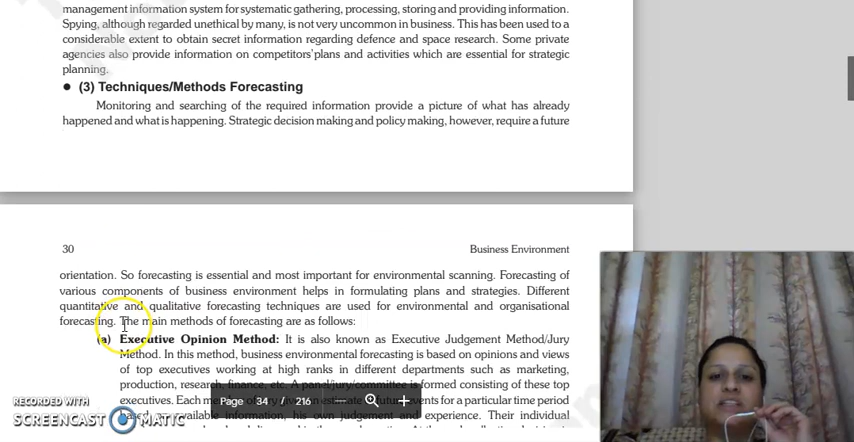 management information system for systematic gathering, processing, storing and providing information.
Spying, although regarded unethical by many, is not very uncommon in business. This has been used to a
considerable extent to obtain secret information regarding defence and space research. Some private
agencies also provide information on competitors'plans and activities which are essential for strategic
planning.
• (3) Techniques/Methods Forecasting
Monitoring and searching of the required information provide a picture of what has already
happened and what is happening. Strategic decision making and policy making, however, require a future
30 Business Environment
orientation. So forecasting is essential and most important for environmental scanning. Forecasting of
various components of business environment helps in formulating plans and strategies. Different
quantitative and qualitative forecasting techniques are used for environmental and organisational
forecasting. The main methods of forecasting are as follows:
(a) Executive Opinion Method: It is also known as Executive Judgement Method/Jury
Method. In this method, business environmental forecasting is based on opinions and views
of top executives working at high ranks in different departments such as marketing,
production, research, finance, etc. A panel/jury/committee is formed consisting of these top
executives. Each events for a particular time period
available information, his own judgement and experience. Their individual
Page 34 / 216
RECORDED WITH
SCREENCAST MATIC